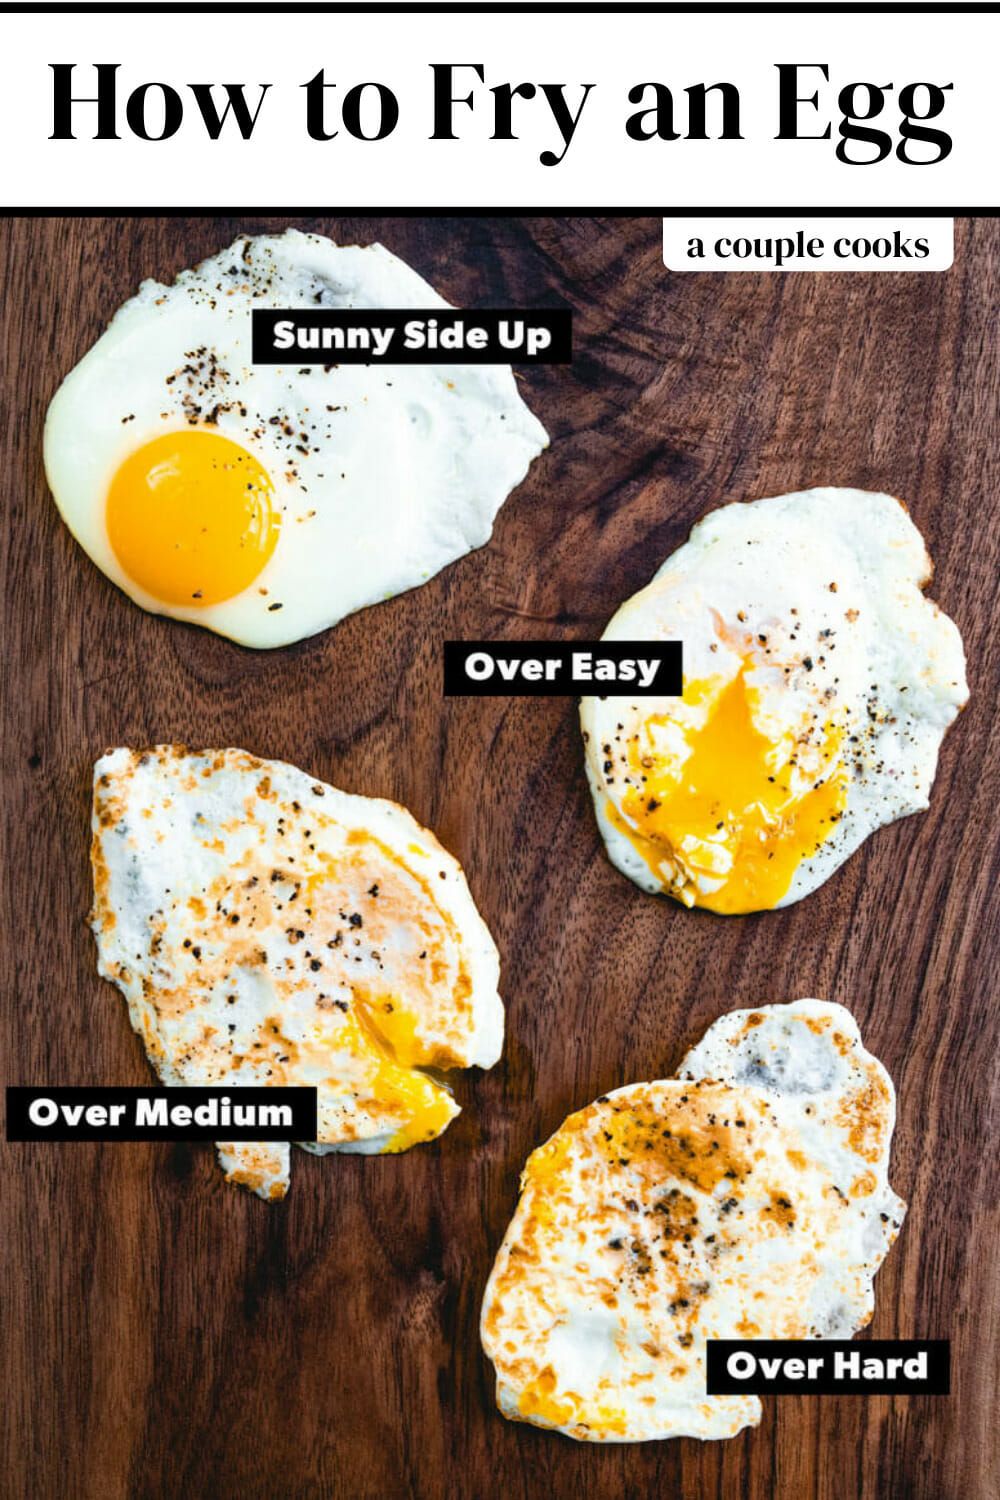 How to Fry an Egg
a couple cooks
Sunny Side Up
Over Easy
Over Medium
Over Hard